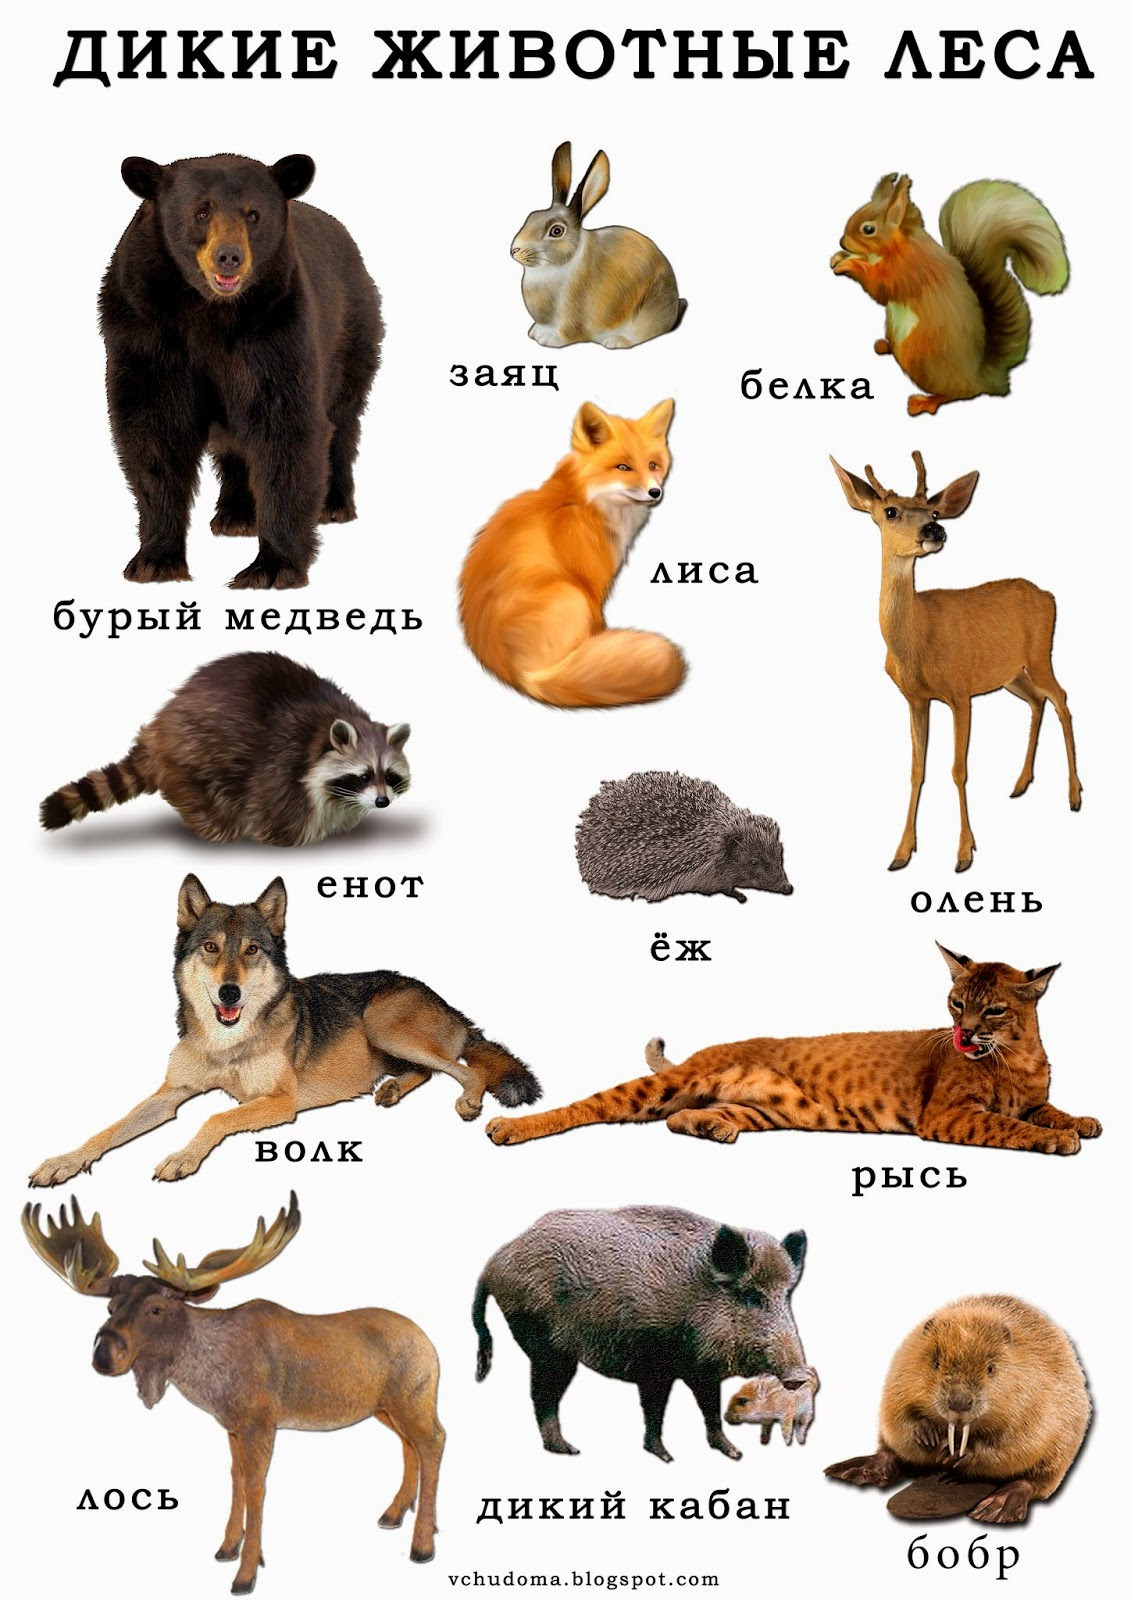 ДИКИЕ ЖИВОТНЫЕ ЛЕСА
заяц
белка
лиса
бурый медведь
енот
олень
ёж
волк
рысь
лось
дикий кабан
бобр
vchudoma.blogspot.com